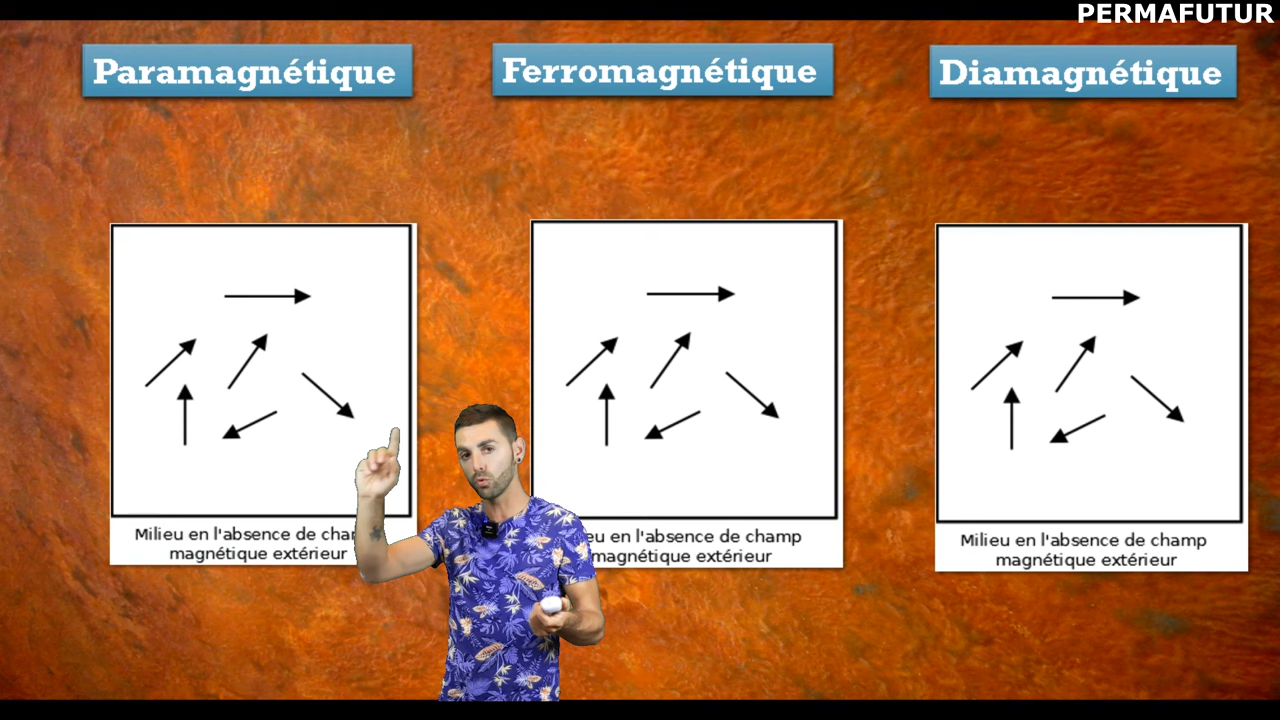 PERMAFUTUR
Paramagnétique
Ferromagnétique
Diamagnétique
Milieu en l'absence de
magnétique extérieur
en l'absence de champ
magnétique extérieur
Milieu en l'absence de champ
magnétique extérieur